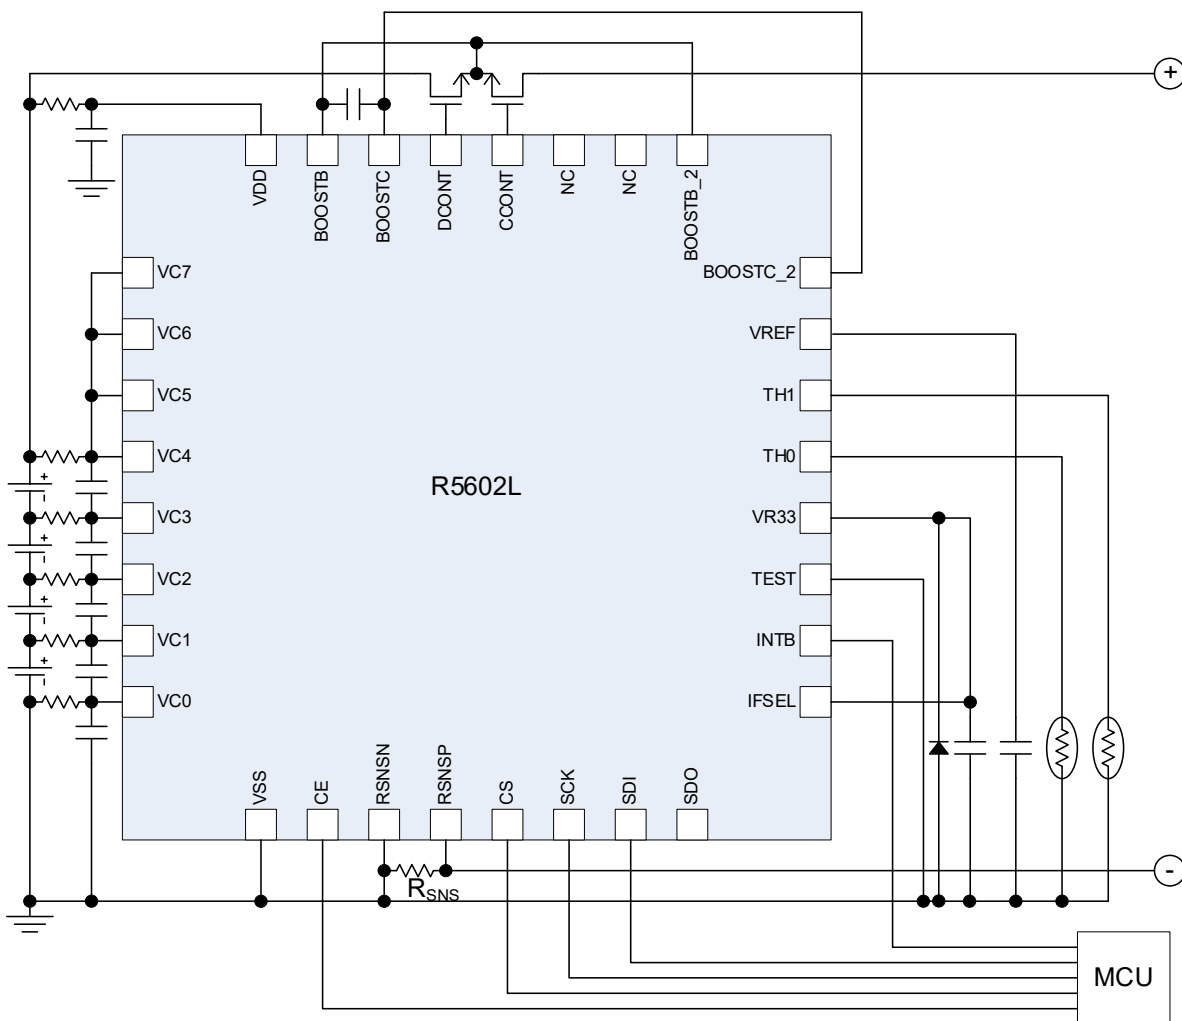 +
VDD
BOOSTB
BOOSTC
DCONT
CCONT
NC
NC
BOOSTB_2
VC7
BOOSTC_2
VC6
VREF
VC5
TH1
VC4
TH0
R5602L
+
-
VC3
VR33
+
-
VC2
TEST
+
-
VC1
INTB
+
-
VC0
IFSEL
VSS
CE
RSNSN
RSNSP
CS
SCK
SDI
SDO
-
RSNS
MCU